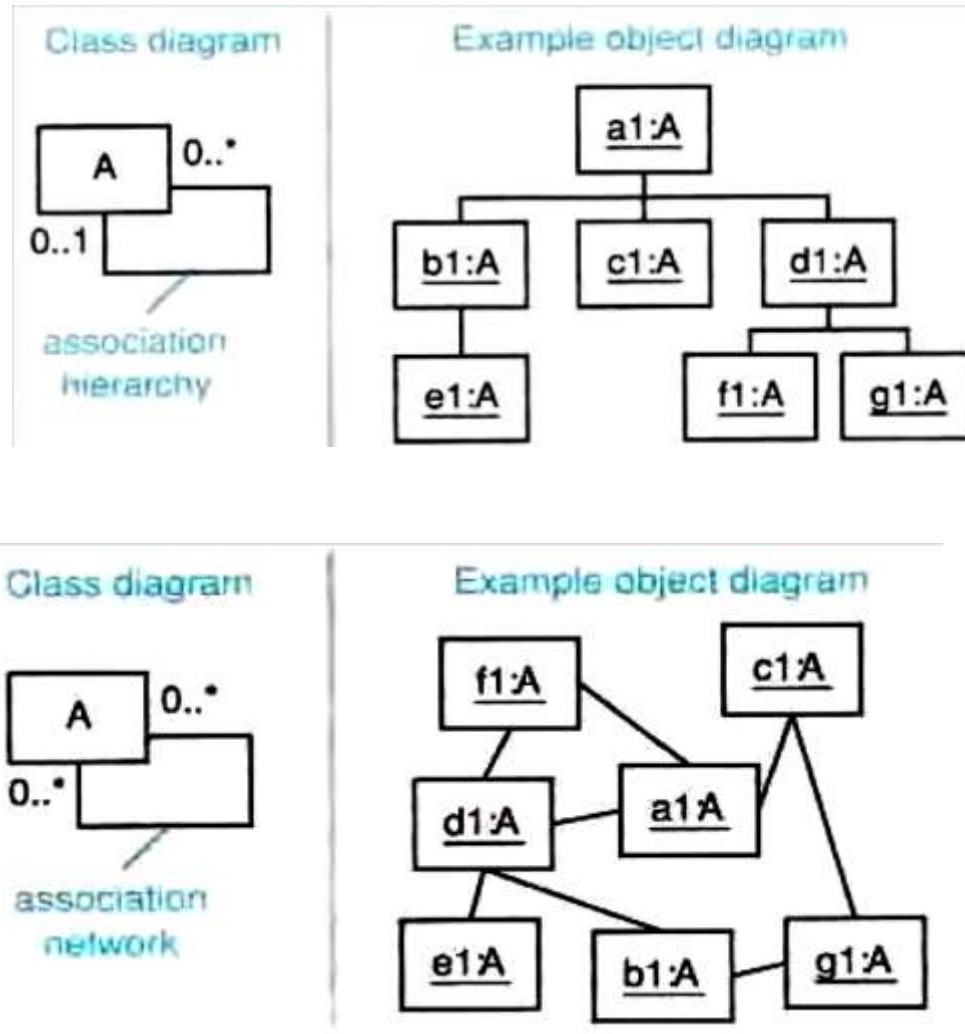 Class diagram
Example object diagram
a1:A
A
0..*
0..1
b1:A
c1:A
d1:A
association
hierarchy
e1:A
f1:A
g1:A
Class diagram
Example object diagram
f1:A
c1:A
A
0..*
0..*
d1:A
a1:A
association
network
e1:A
b1:A
g1:A